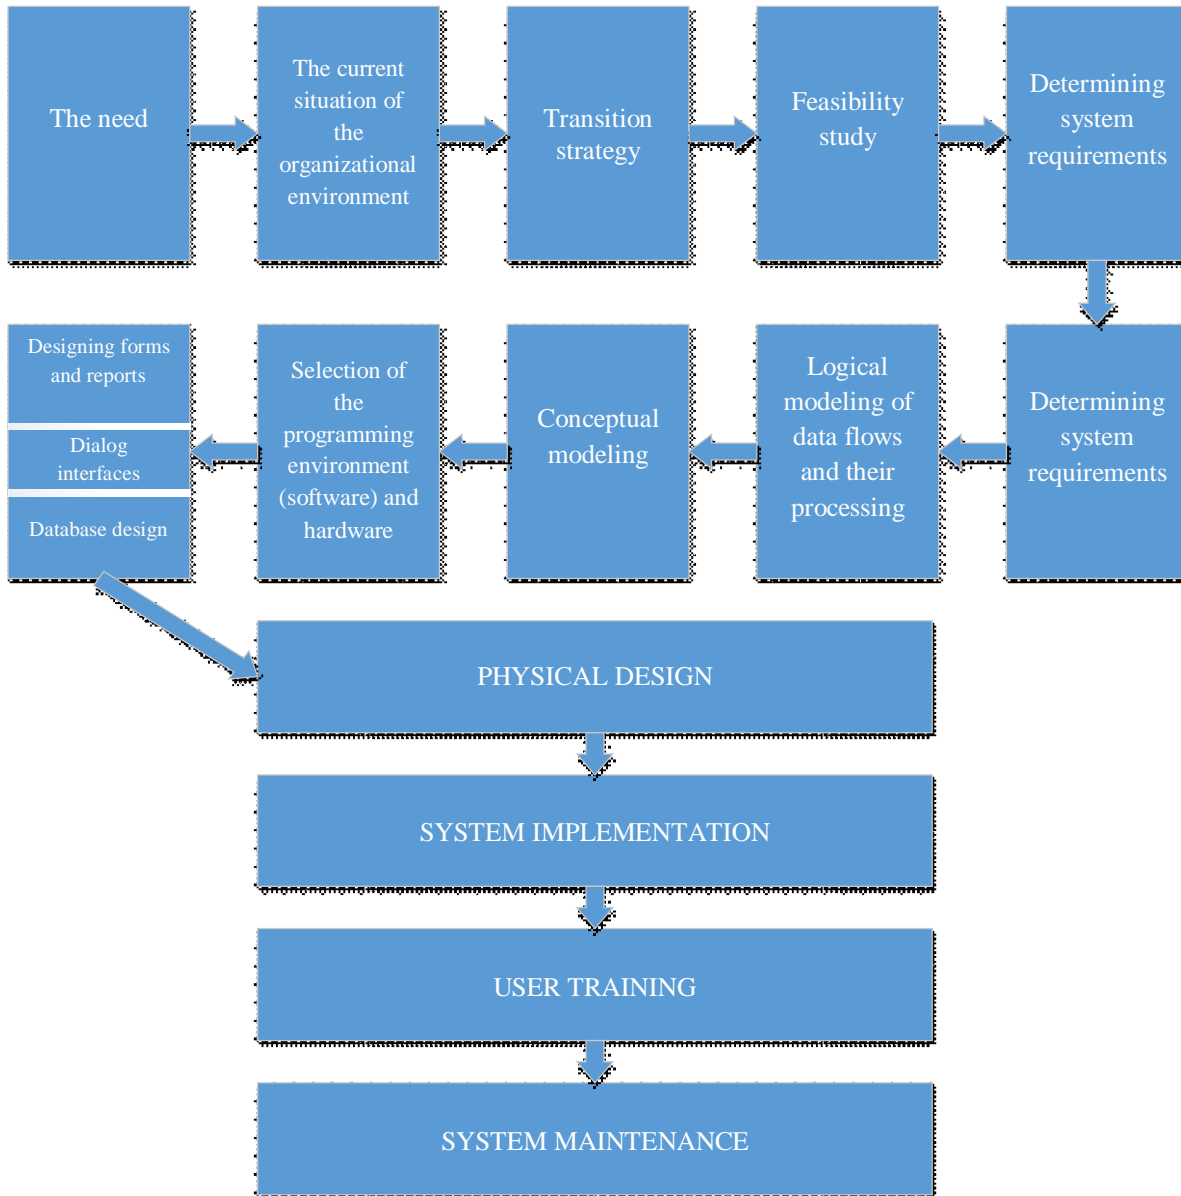 The need
The current
situation of
the
organizational
environment
Transition
strategy
Feasibility
study
Determining
system
requirements
Designing forms
and reports
Dialog
interfaces
Database design
Selection of
the
programming
environment
(software) and
hardware
Conceptual
modeling
Logical
modeling of
data flows
and their
processing
Determining
system
requirements
PHYSICAL DESIGN
SYSTEM IMPLEMENTATION
USER TRAINING
SYSTEM MAINTENANCE